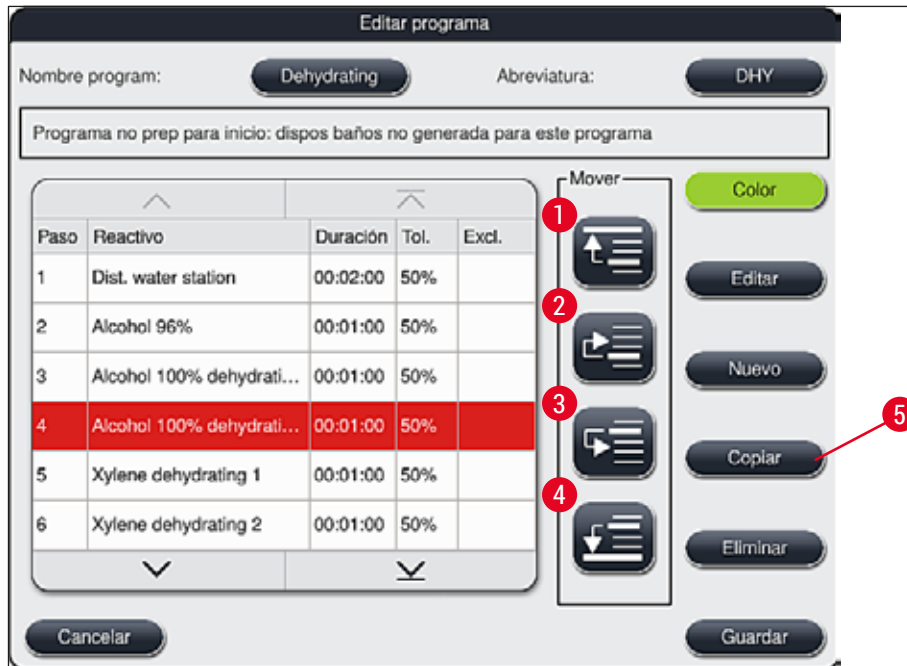 Editar programa
Nombre program: Dehydrating Abreviatura: DHY
Programa no prep para inicio: dispos baños no generada para este programa
Mover
Color
1
Paso Reactivo Duración Tol. Excl.
1 Dist. water station 00:02:00 50%
Editar
2
2 Alcohol 96% 00:01:00 50%
3 Alcohol 100% dehydrati... 00:01:00 50%
Nuevo
3
4 Alcohol 100% dehydrati... 00:01:00 50%
5
Copiar
5 Xylene dehydrating 1 00:01:00 50%
4
6 Xylene dehydrating 2 00:01:00 50%
Eliminar
Cancelar Guardar